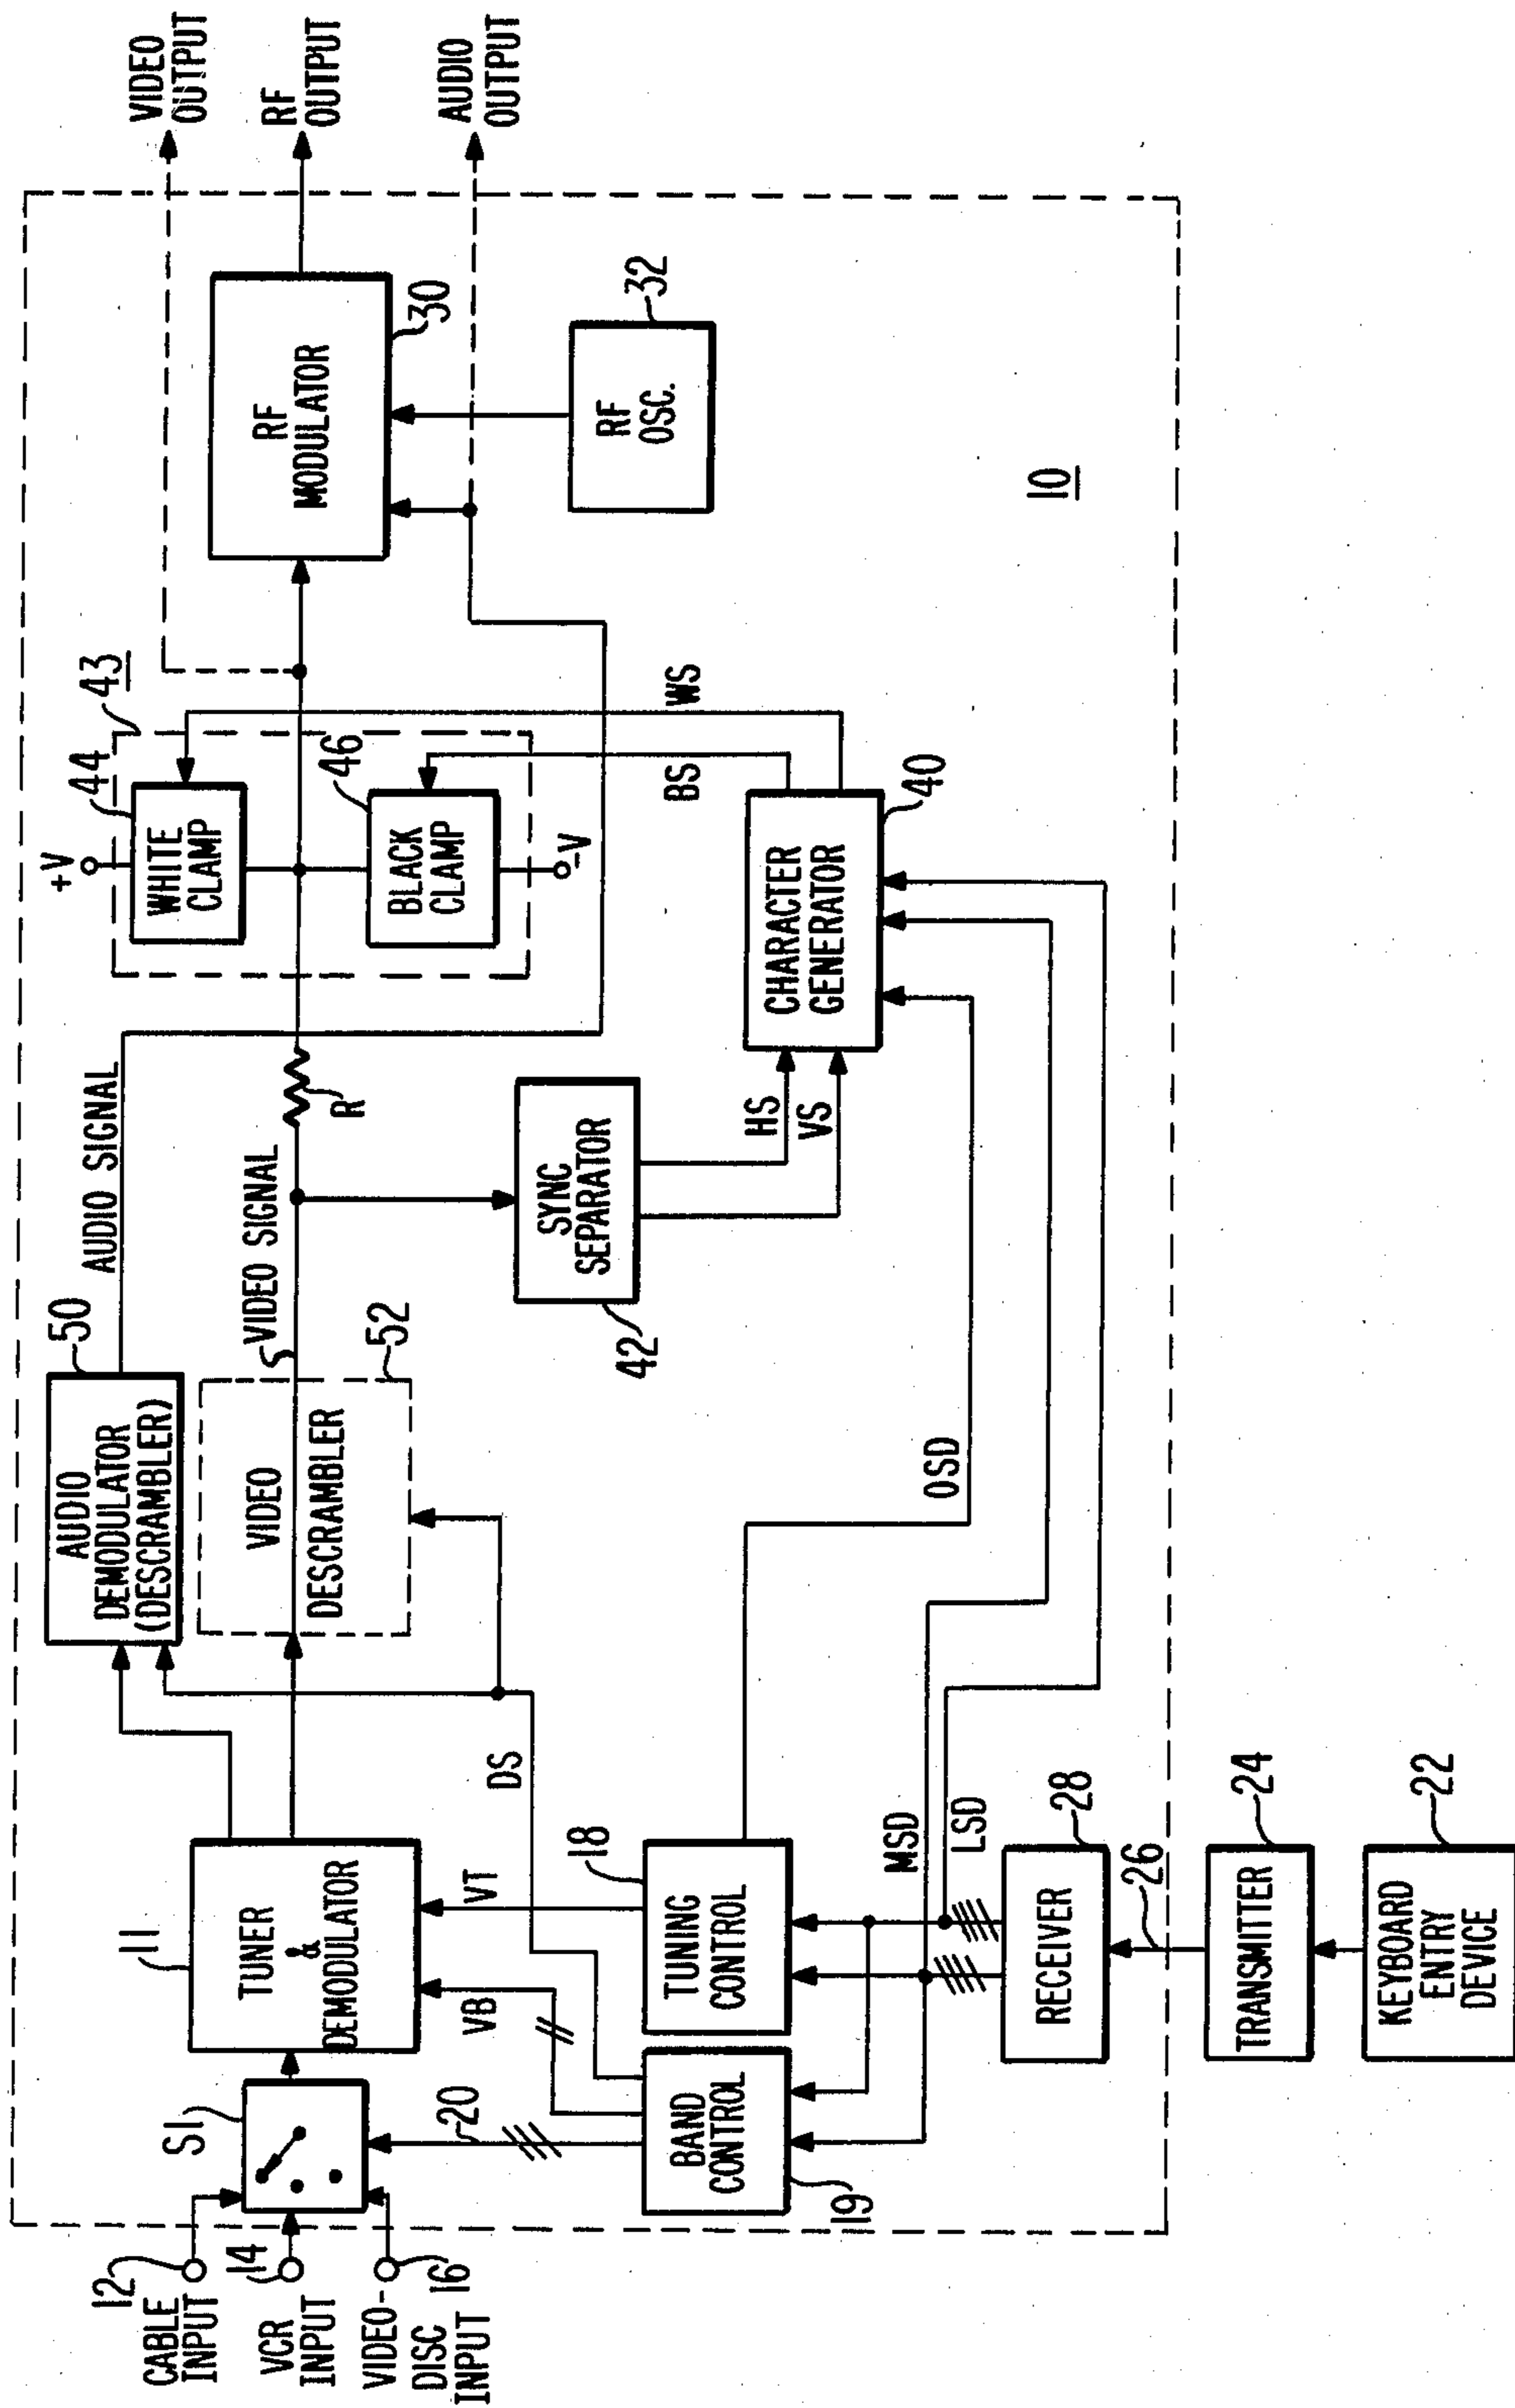 12
CABLE
INPUT
14
VCR
INPUT
16
VIDEO-
DISC
INPUT
S1
11
TUNER
&
DEMODULATOR
VB
VT
DS
20
BAND
CONTROL
19
18
TUNING
CONTROL
MSD
LSD
RECEIVER
28
26
TRANSMITTER
24
KEYBOARD
ENTRY
DEVICE
22
50
AUDIO
DEMODULATOR
(DESCRAMBLER)
AUDIO SIGNAL
VIDEO
DESCRAMBLER
52
VIDEO SIGNAL
R
SYNC
SEPARATOR
42
HS
VS
OSD
CHARACTER
GENERATOR
40
BS
WS
+V
44
WHITE
CLAMP
43
46
BLACK
CLAMP
-V
RF
MODULATOR
30
RF
OSC.
32
10
VIDEO
OUTPUT
RF
OUTPUT
AUDIO
OUTPUT